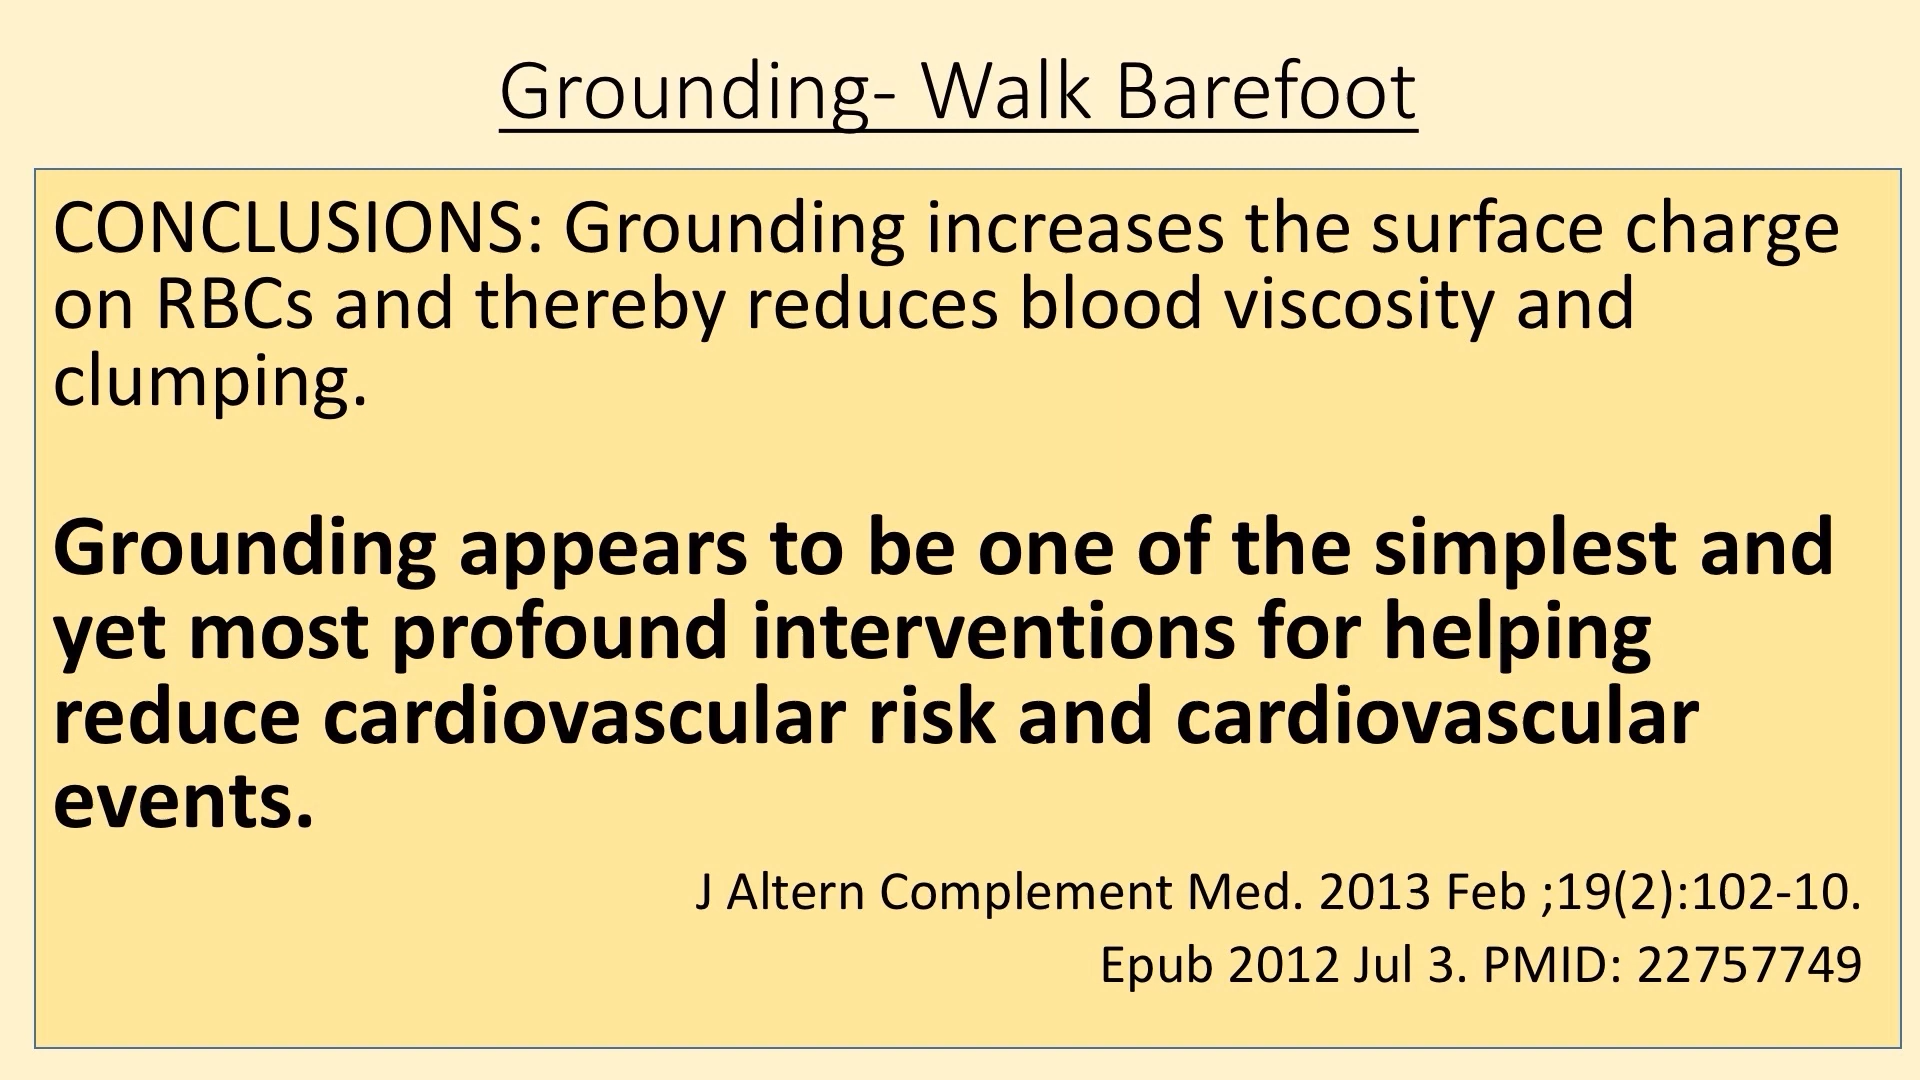 Grounding- Walk Barefoot
CONCLUSIONS: Grounding increases the surface charge
on RBCs and thereby reduces blood viscosity and
clumping.
Grounding appears to be one of the simplest and
yet most profound interventions for helping
reduce cardiovascular risk and cardiovascular
events.
J Altern Complement Med. 2013 Feb ;19(2):102-10.
Epub 2012 Jul 3. PMID: 22757749